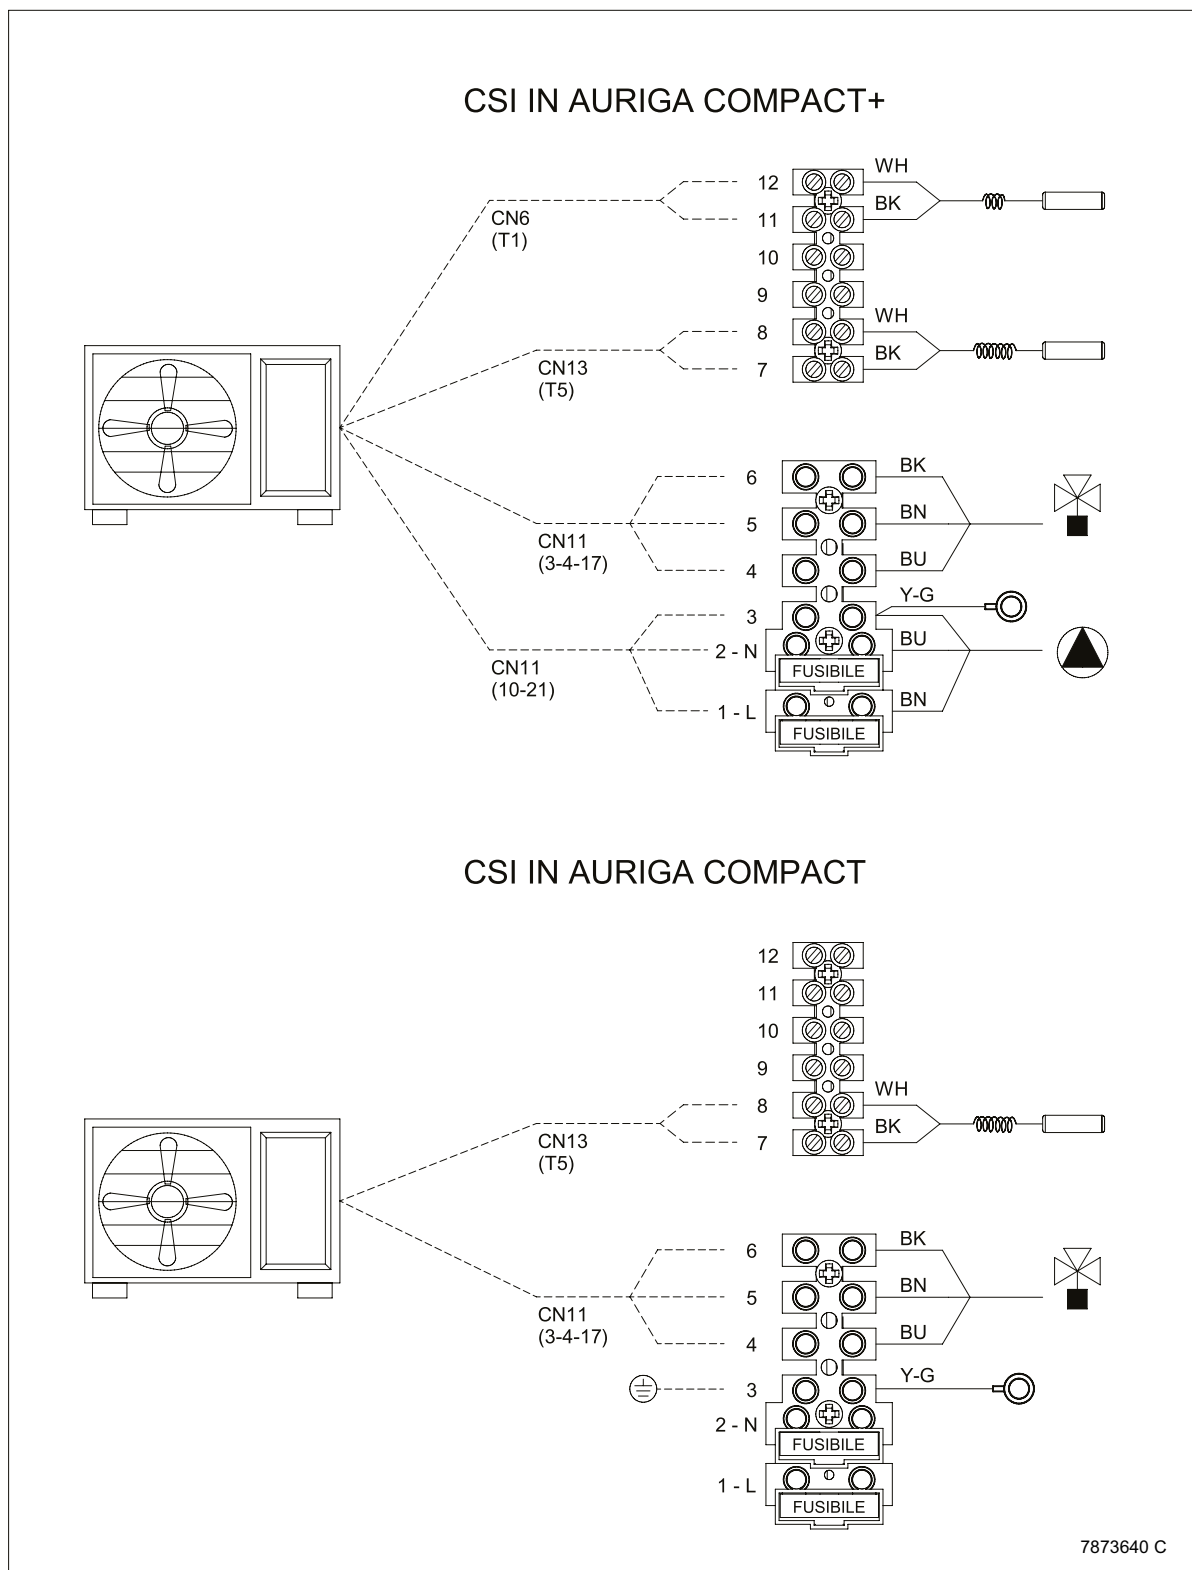 CSI IN AURIGA COMPACT+
WH
12
BK
CN6
(T1)
11
10
9
WH
8
BK
CN13
(T5)
7
BK
6
BN
5
CN11
(3-4-17)
BU
4
Y-G
3
BU
2 - N
CN11
(10-21)
FUSIBILE
BN
1 - L
FUSIBILE
CSI IN AURIGA COMPACT
12
11
10
9
WH
8
BK
CN13
(T5)
7
BK
6
BN
5
CN11
(3-4-17)
BU
4
Y-G
3
2 - N
FUSIBILE
1 - L
FUSIBILE
7873640 C